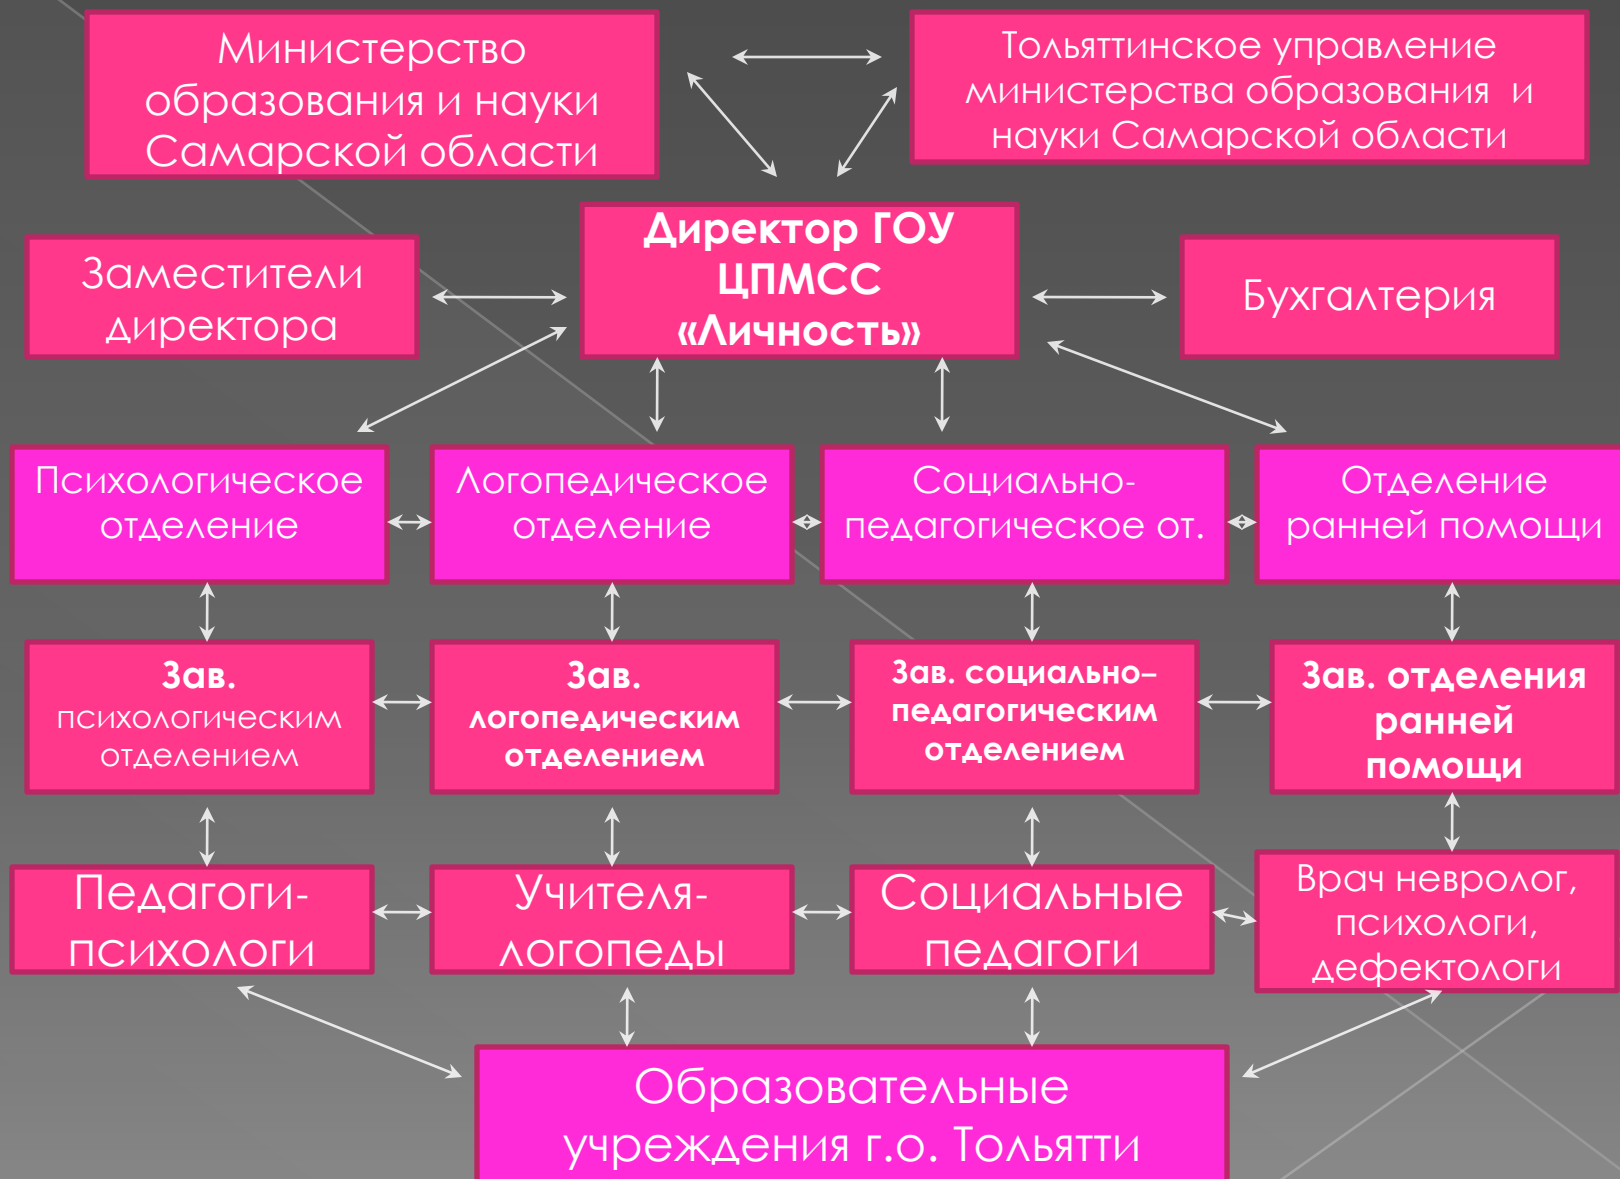 Министерство
образования и науки
Самарской области
Тольяттинское управление
министерства образования и
науки Самарской области
Директор ГОУ
ЦПМСС
«Личность»
Заместители
директора
Бухгалтерия
Психологическое
отделение
Логопедическое
отделение
Социально-
педагогическое от.
Отделение
ранней помощи
Зав.
психологическим
отделением
Зав.
логопедическим
отделением
Зав. социально–
педагогическим
отделением
Зав. отделения
ранней
помощи
Педагоги-
психологи
Учителя-
логопеды
Социальные
педагоги
Врач невролог,
психологи,
дефектологи
Образовательные
учреждения г.о. Тольятти